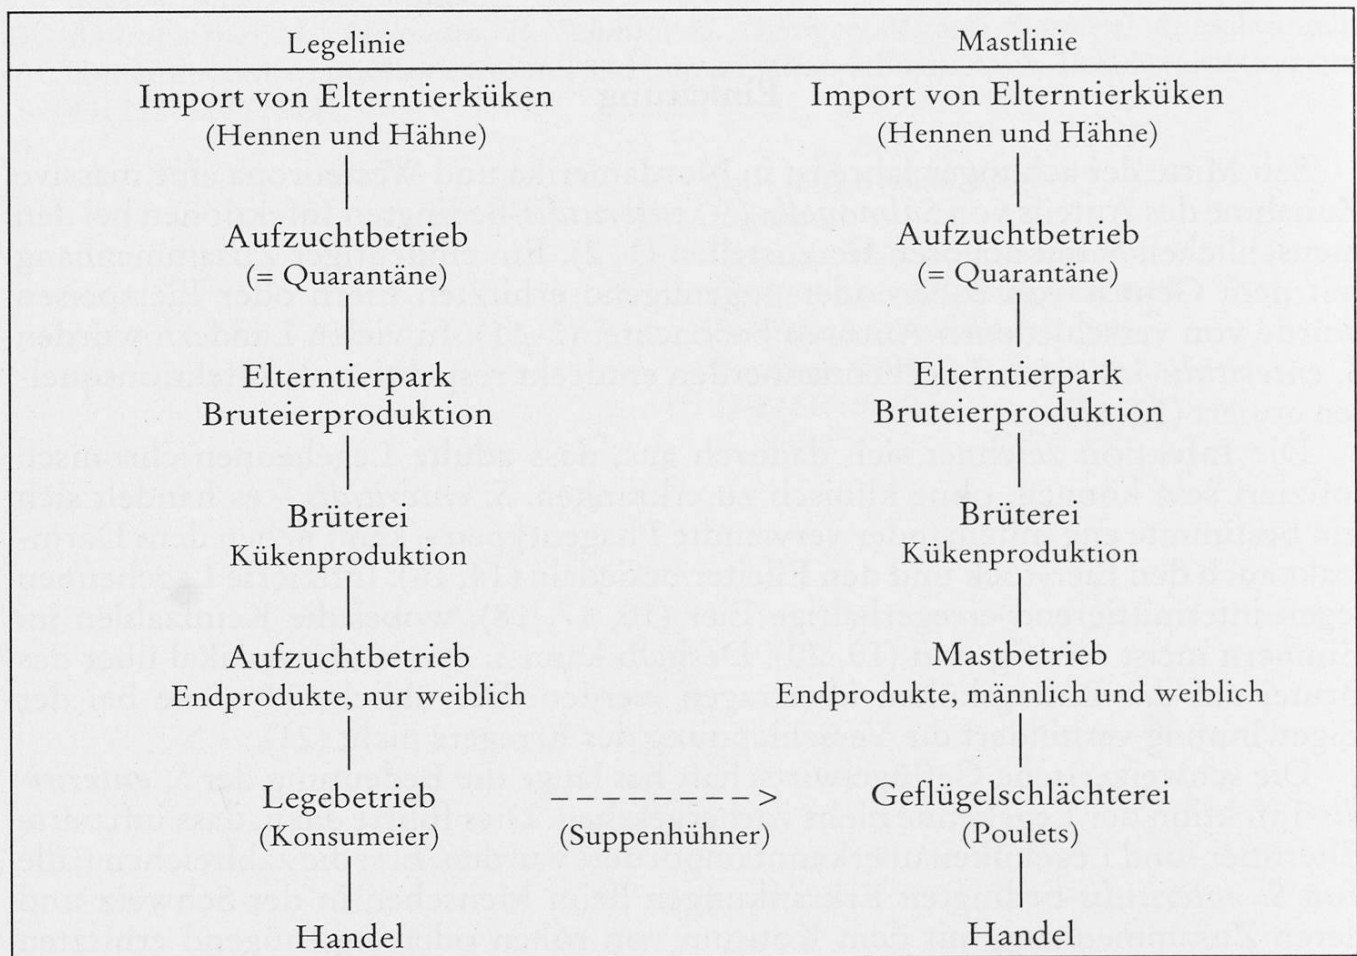 Legelinie
Import von Elterntierküken
(Hennen und Hähne)
Aufzuchtbetrieb
(= Quarantäne)
Elterntierpark
Bruteierproduktion
Brüterei
Kükenproduktion
Aufzuchtbetrieb
Endprodukte, nur weiblich
Legebetrieb
(Konsumeier)
Handel
– – – – – – – >
(Suppenhühner)
Mastlinie
Import von Elterntierküken
(Hennen und Hähne)
Aufzuchtbetrieb
(= Quarantäne)
Elterntierpark
Bruteierproduktion
Brüterei
Kükenproduktion
Mastbetrieb
Endprodukte, männlich und weiblich
Geflügelschlächterei
(Poulets)
Handel